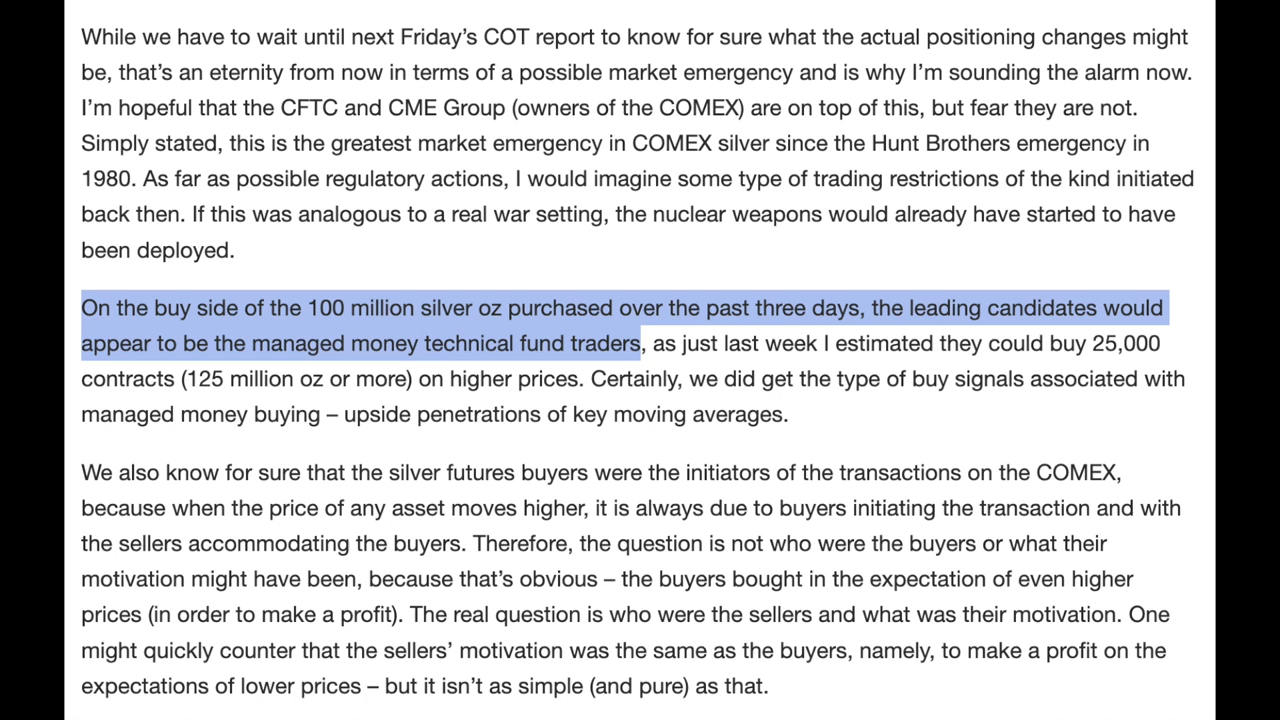 While we have to wait until next Friday’s COT report to know for sure what the actual positioning changes might
be, that’s an eternity from now in terms of a possible market emergency and is why I’m sounding the alarm now.
I’m hopeful that the CFTC and CME Group (owners of the COMEX) are on top of this, but fear they are not.
Simply stated, this is the greatest market emergency in COMEX silver since the Hunt Brothers emergency in
1980. As far as possible regulatory actions, I would imagine some type of trading restrictions of the kind initiated
back then. If this was analogous to a real war setting, the nuclear weapons would already have started to have
been deployed.
On the buy side of the 100 million silver oz purchased over the past three days, the leading candidates would
appear to be the managed money technical fund traders, as just last week I estimated they could buy 25,000
contracts (125 million oz or more) on higher prices. Certainly, we did get the type of buy signals associated with
managed money buying – upside penetrations of key moving averages.
We also know for sure that the silver futures buyers were the initiators of the transactions on the COMEX,
because when the price of any asset moves higher, it is always due to buyers initiating the transaction and with
the sellers accommodating the buyers. Therefore, the question is not who were the buyers or what their
motivation might have been, because that’s obvious – the buyers bought in the expectation of even higher
prices (in order to make a profit). The real question is who were the sellers and what was their motivation. One
might quickly counter that the sellers’ motivation was the same as the buyers, namely, to make a profit on the
expectations of lower prices – but it isn’t as simple (and pure) as that.